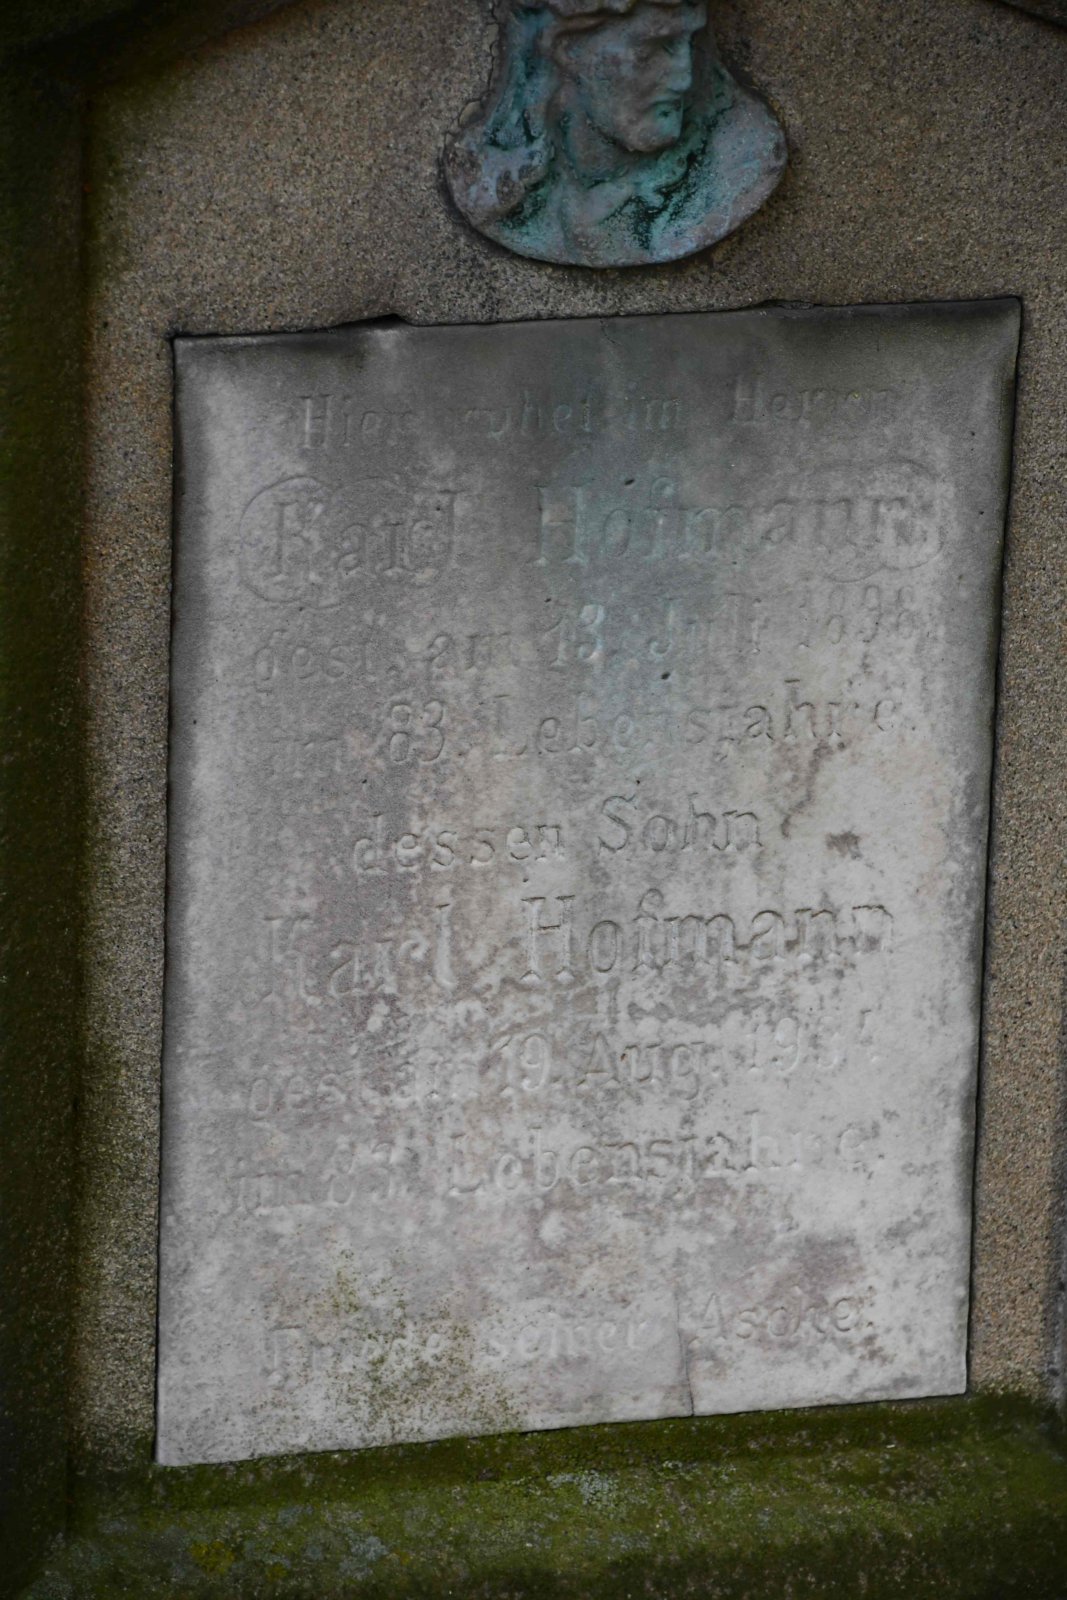 Hier ruhet im Herrn
Karl Hofmann
gest. am 13. Juli 1898
im 83. Lebensjahre.
dessen Sohn
Karl Hofmann
gest. am 19. Aug.
im Lebensjahre.
Friede seiner Asche.